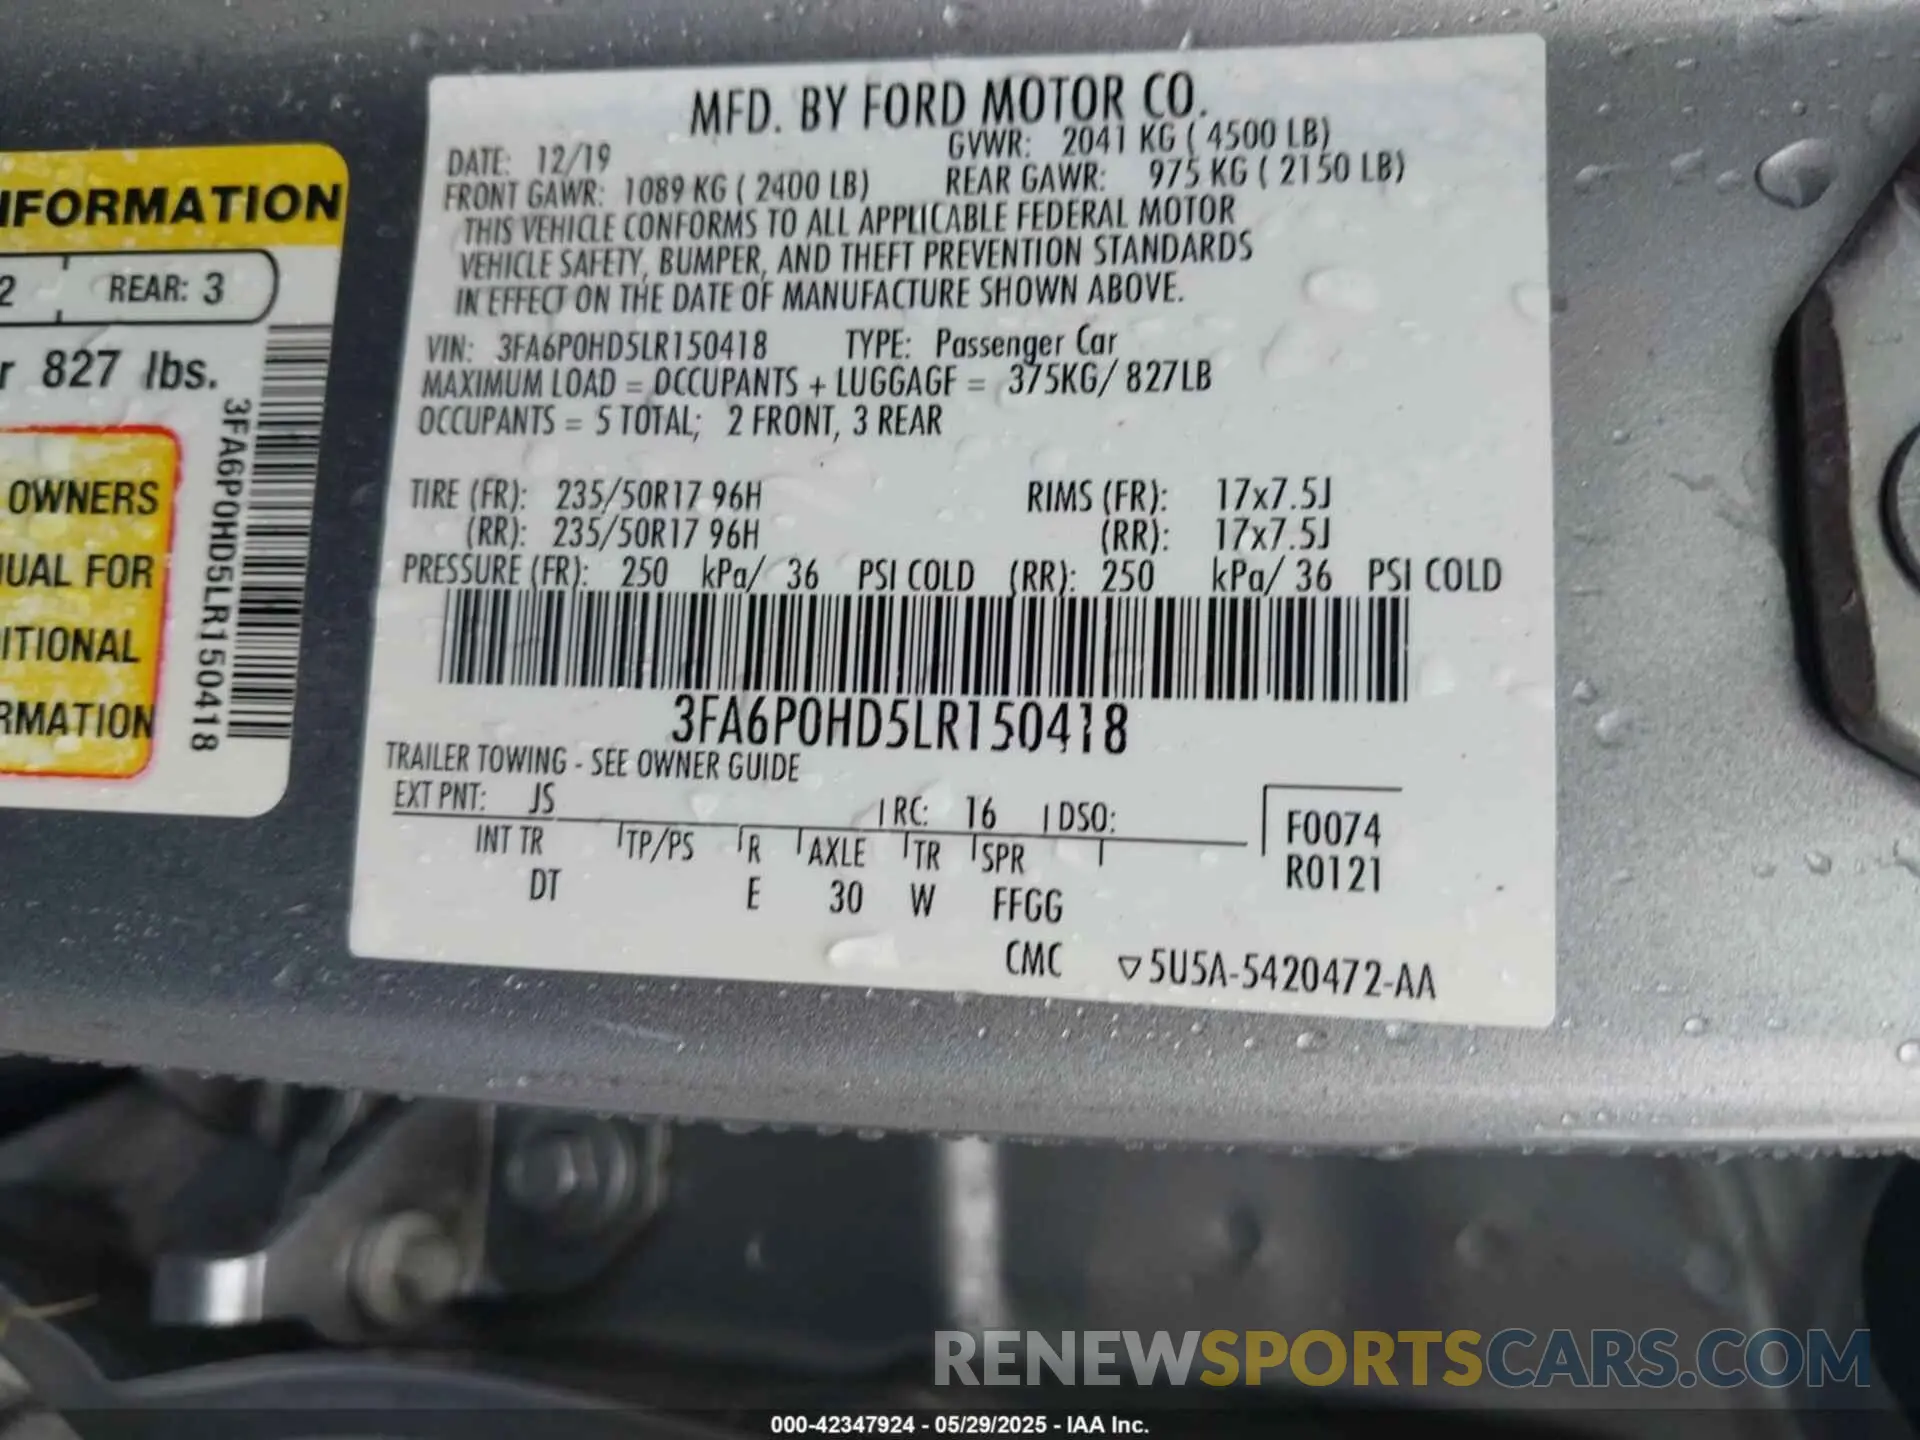 MFD. BY FORD MOTOR CO.
DATE: 12/19 GVWR: 2041 KG ( 4500 LB)
FRONT GAWR: 1089 KG ( 2400 LB) REAR GAWR: 975 KG ( 2150 LB)
THIS VEHICLE CONFORMS TO ALL APPLICABLE FEDERAL MOTOR
VEHICLE SAFETY, BUMPER, AND THEFT PREVENTION STANDARDS
IN EFFECT ON THE DATE OF MANUFACTURE SHOWN ABOVE.
VIN: 3FA6P0HD5LR150418 TYPE: Passenger Car
MAXIMUM LOAD = OCCUPANTS + LUGGAGE = 375KG/ 827LB
OCCUPANTS = 5 TOTAL; 2 FRONT, 3 REAR
TIRE (FR): 235/50R17 96H RIMS (FR): 17x7.5J
(RR): 235/50R17 96H (RR): 17x7.5J
PRESSURE (FR): 250 kPa/ 36 PSI COLD (RR): 250 kPa/ 36 PSI COLD
3FA6P0HD5LR150418
TRAILER TOWING - SEE OWNER GUIDE
EXT PNT: JS RC: 16 DSO:
INT TR TP/PS R AXLE TR SPR
DT E 30 W FFGG
F0074
R0121
CMC ▽5U5A-5420472-AA
NFORMATION
2 REAR: 3
r 827 lbs.
OWNERS
UAL FOR
ITIONAL
RMATION
3FA6P0HD5LR150418
RENEWSPORTSCARS.COM
000-42347924 - 05/29/2025 - IAA Inc.